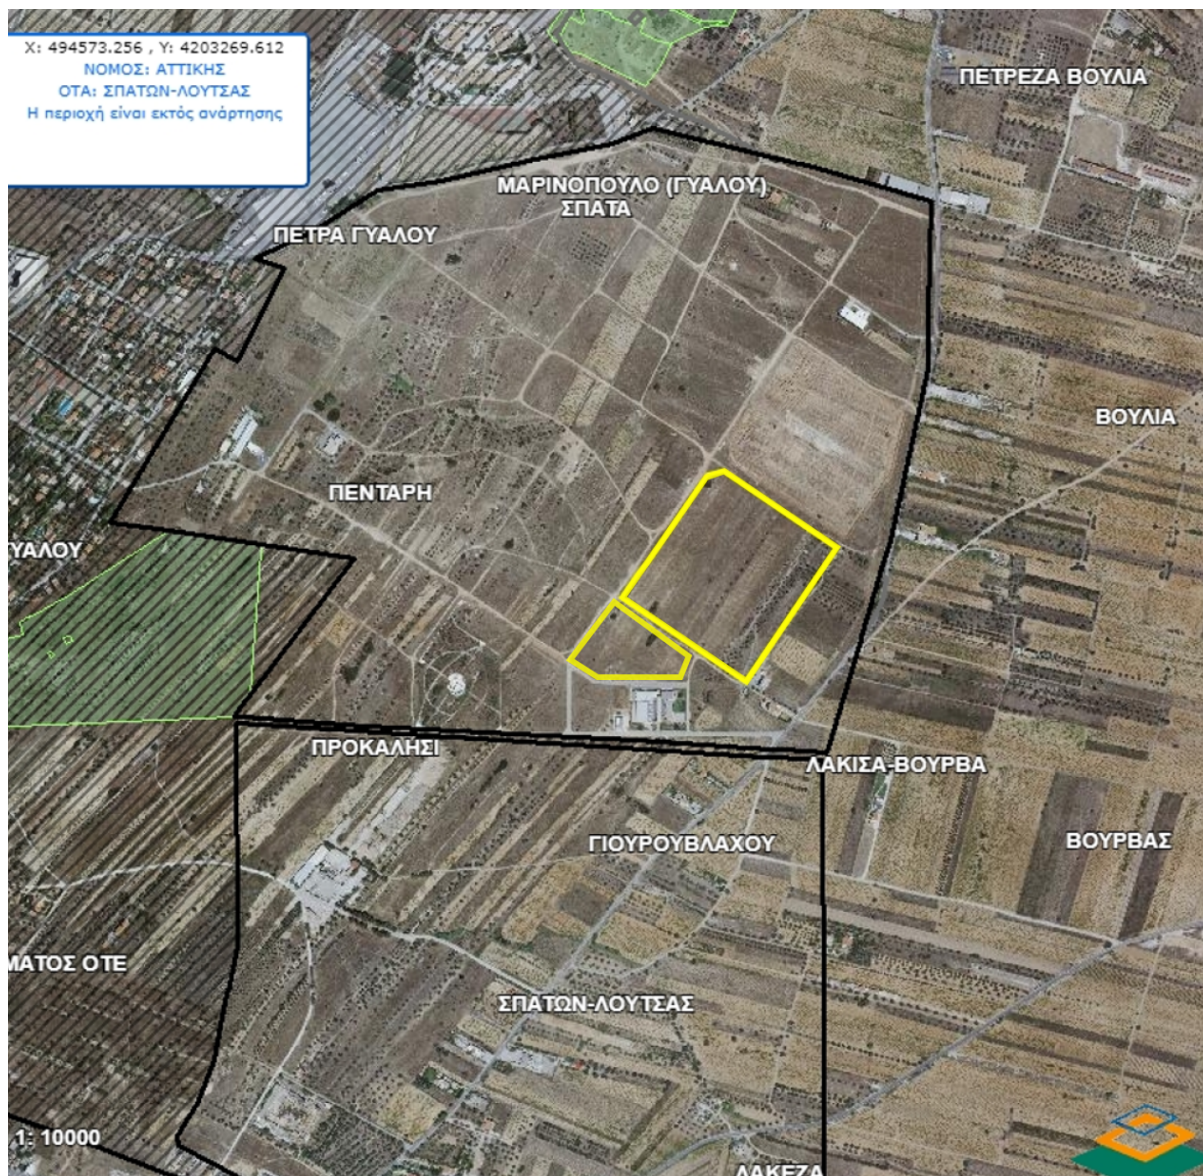 X: 494573.256 , Y: 4203269.612
ΝΟΜΟΣ: ΑΤΤΙΚΗΣ
ΟΤΑ: ΣΠΑΤΩΝ-ΛΟΥΤΣΑΣ
Η περιοχή είναι εκτός ανάρτησης
ΠΕΤΡΕΖΑ ΒΟΥΛΙΑ
ΜΑΡΙΝΟΠΟΥΛΟ (ΓΥΑΛΟΥ)
ΣΠΑΤΑ
ΠΕΤΡΑ ΓΥΑΛΟΥ
ΒΟΥΛΙΑ
ΠΕΝΤΑΡΗ
ΥΑΛΟΥ
ΠΡΟΚΑΛΗΣΙ
ΛΑΚΙΣΑ-ΒΟΥΡΒΑ
ΓΙΟΥΡΟΥΒΛΑΧΟΥ
ΒΟΥΡΒΑΣ
ΜΑΤΟΣ ΟΤΕ
ΣΠΑΤΩΝ-ΛΟΥΤΣΑΣ
1: 10000
ΛΑΚΕΖΑ